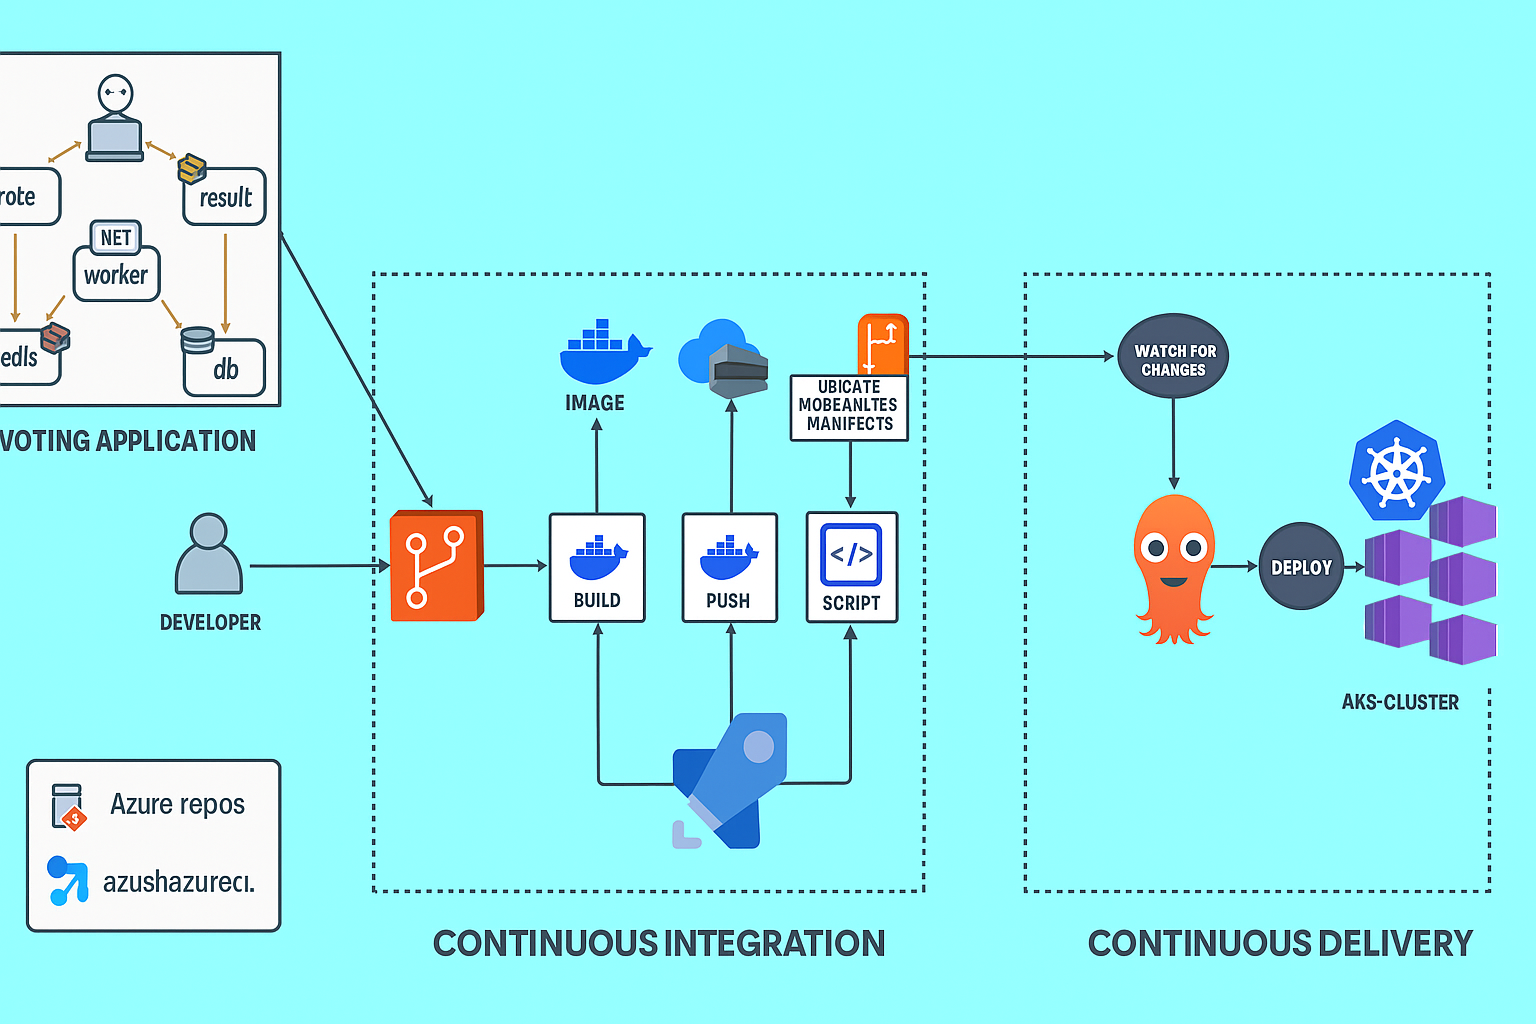 rote
result
NET
worker
edls
db
VOTING APPLICATION
DEVELOPER
Azure repos
azushazureci.
IMAGE
UBICATE
MOBEANLTES
MANIFECTS
BUILD
PUSH
</>
SCRIPT
CONTINUOUS INTEGRATION
WATCH FOR
CHANGES
DEPLOY
AKS-CLUSTER
CONTINUOUS DELIVERY